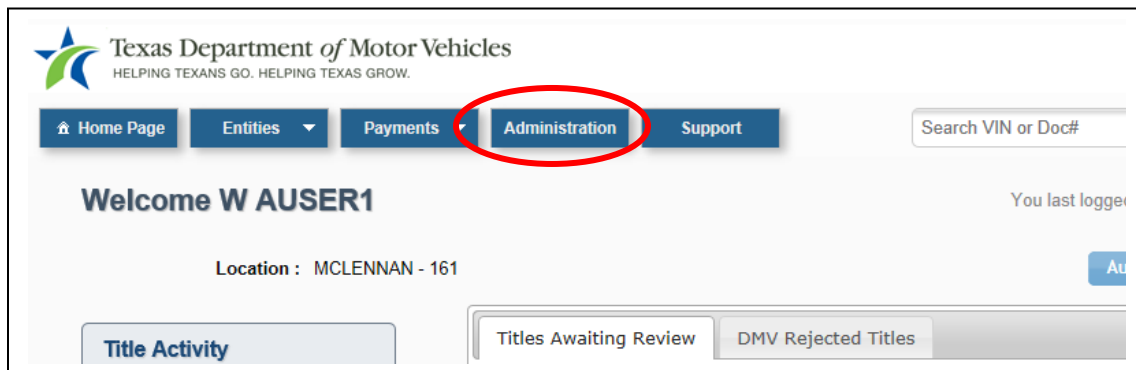 Texas Department of Motor Vehicles
HELPING TEXANS GO. HELPING TEXAS GROW.
Home Page Entities Payments Administration Support Search VIN or Doc#
Welcome W AUSER1 You last logged
Location : MCLENNAN - 161
Titles Awaiting Review DMV Rejected Titles
Title Activity